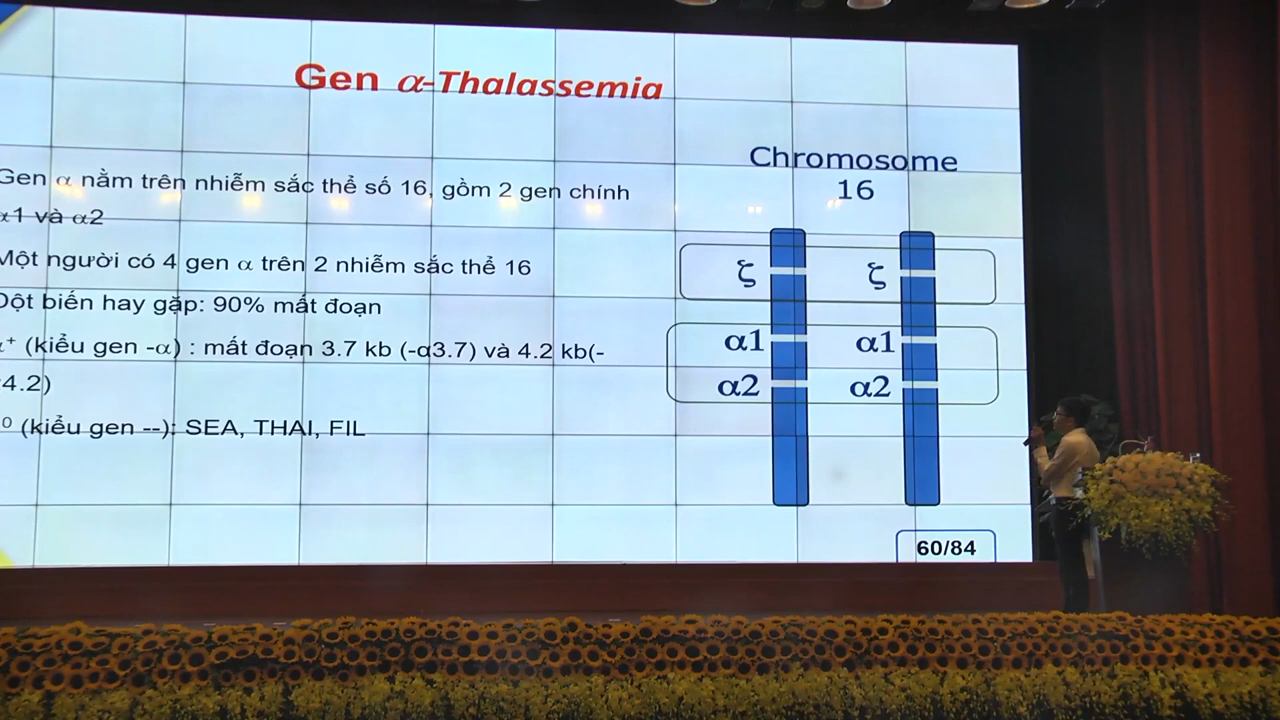 Gen α-Thalassemia
Gen α nằm trên nhiễm sắc thể số 16, gồm 2 gen chính
α1 và α2
Một người có 4 gen α trên 2 nhiễm sắc thể 16
Đột biến hay gặp: 90% mất đoạn
(kiểu gen -α) : mất đoạn 3.7 kb (-α3.7) và 4.2 kb(-
4.2)
(kiểu gen --): SEA, THAI, FIL
Chromosome
16
ζ ζ
α1 α1
α2 α2
60/84